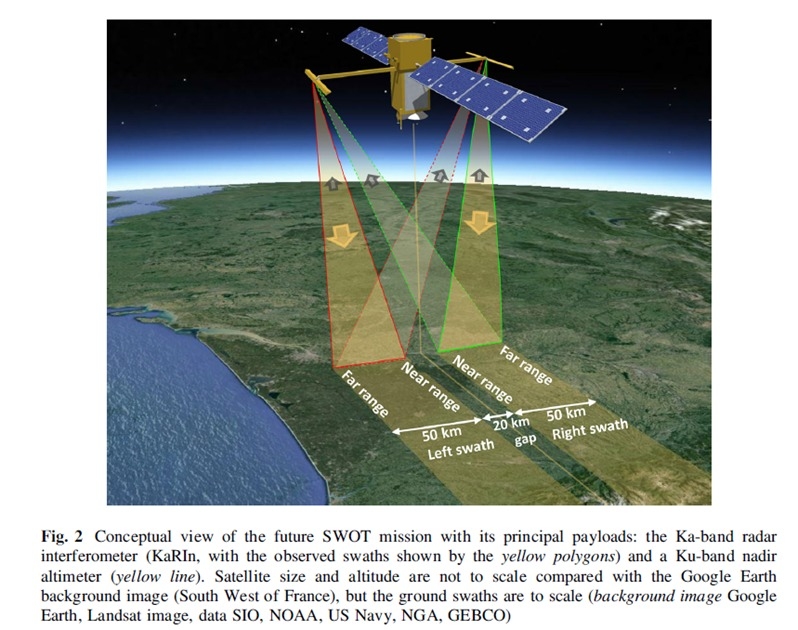 Far range
Near range
Near range
Far range
50 km
Left swath
20 km
gap
50 km
Right swath
Fig. 2 Conceptual view of the future SWOT mission with its principal payloads: the Ka-band radar
interferometer (KaRIn, with the observed swaths shown by the yellow polygons) and a Ku-band nadir
altimeter (yellow line). Satellite size and altitude are not to scale compared with the Google Earth
background image (South West of France), but the ground swaths are to scale (background image Google
Earth, Landsat image, data SIO, NOAA, US Navy, NGA, GEBCO)